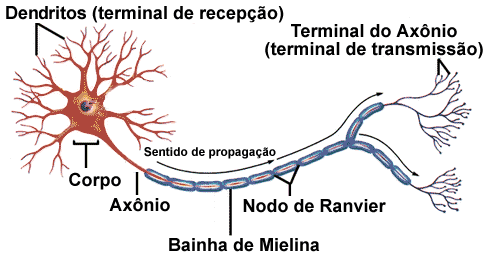 Dendritos (terminal de recepção)
Terminal do Axônio
(terminal de transmissão)
Sentido de propagação
Corpo
Axônio
Nodo de Ranvier
Bainha de Mielina